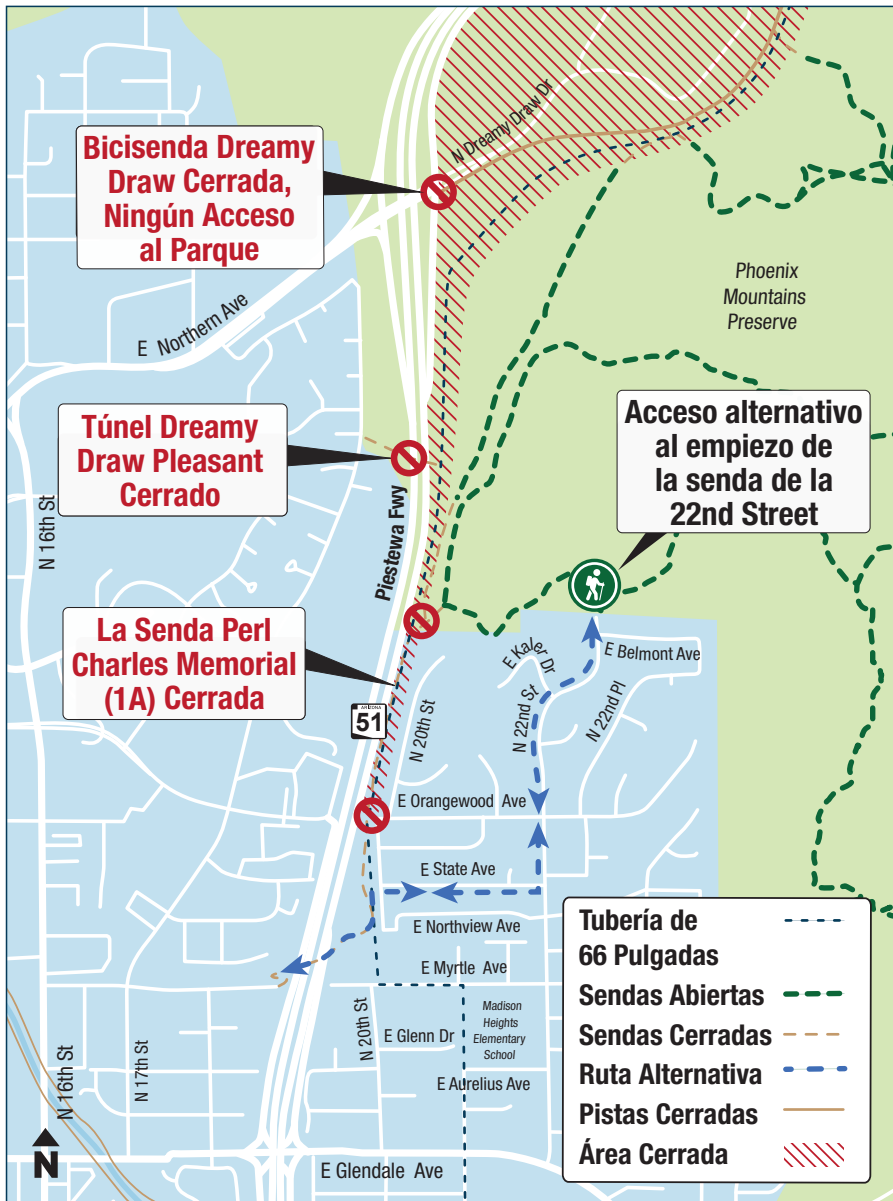 N Dreamy Draw Dr
Bicisenda Dreamy
Draw Cerrada,
Ningún Acceso
al Parque
Phoenix
Mountains
Preserve
E Northern Ave
Túnel Dreamy
Draw Pleasant
Cerrado
Acceso alternativo
al empiezo de
la senda de la
22nd Street
N 16th St
Piestewa Fwy
La Senda Perl
Charles Memorial
(1A) Cerrada
E Kaler Dr
E Belmont Ave
ARIZONA
51
N 20th St
N 22nd St
N 22nd Pl
E Orangewood Ave
E State Ave
E Northview Ave
E Myrtle Ave
N 20th St
Madison
Heights
Elementary
School
E Glenn Dr
E Aurelius Ave
N 16th St
N 17th St
E Glendale Ave
N
Tubería de
66 Pulgadas
Sendas Abiertas
Sendas Cerradas
Ruta Alternativa
Pistas Cerradas
Área Cerrada